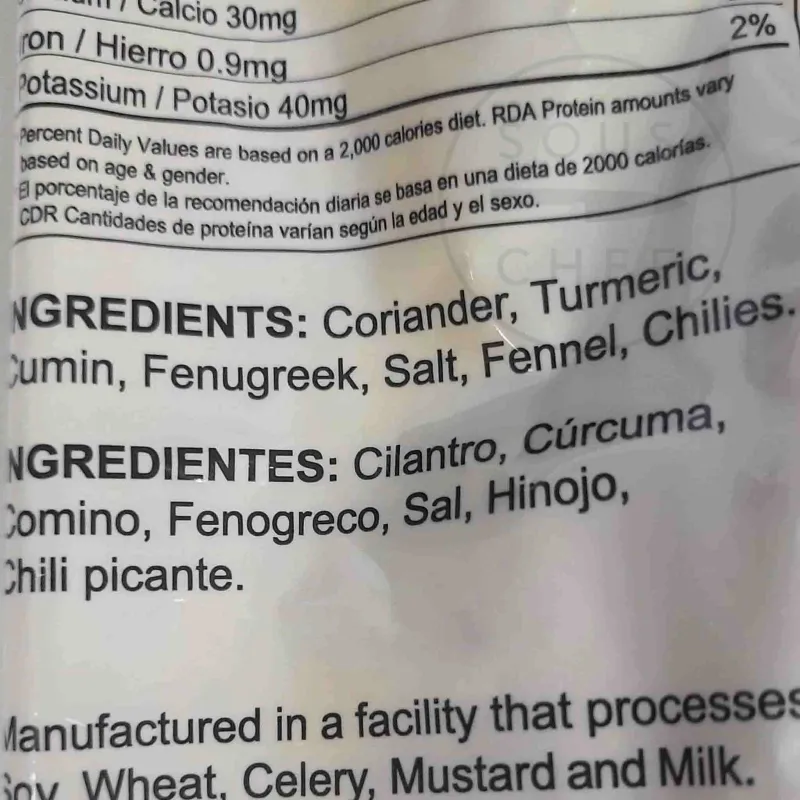 Calcio 30mg
ron / Hierro 0.9mg 2%
Potassium / Potasio 40mg
Percent Daily Values are based on a 2,000 calories diet. RDA Protein amounts vary
based on age & gender.
El porcentaje de la recomendación diaria se basa en una dieta de 2000 calorías.
CDR Cantidades de proteína varían según la edad y el sexo.
NGREDIENTS: Coriander, Turmeric,
Cumin, Fenugreek, Salt, Fennel, Chilies.
NGREDIENTES: Cilantro, Cúrcuma,
Comino, Fenogreco, Sal, Hinojo,
Chili picante.
Manufactured in a facility that processes
Soy, Wheat, Celery, Mustard and Milk.
SOUS
CHEF